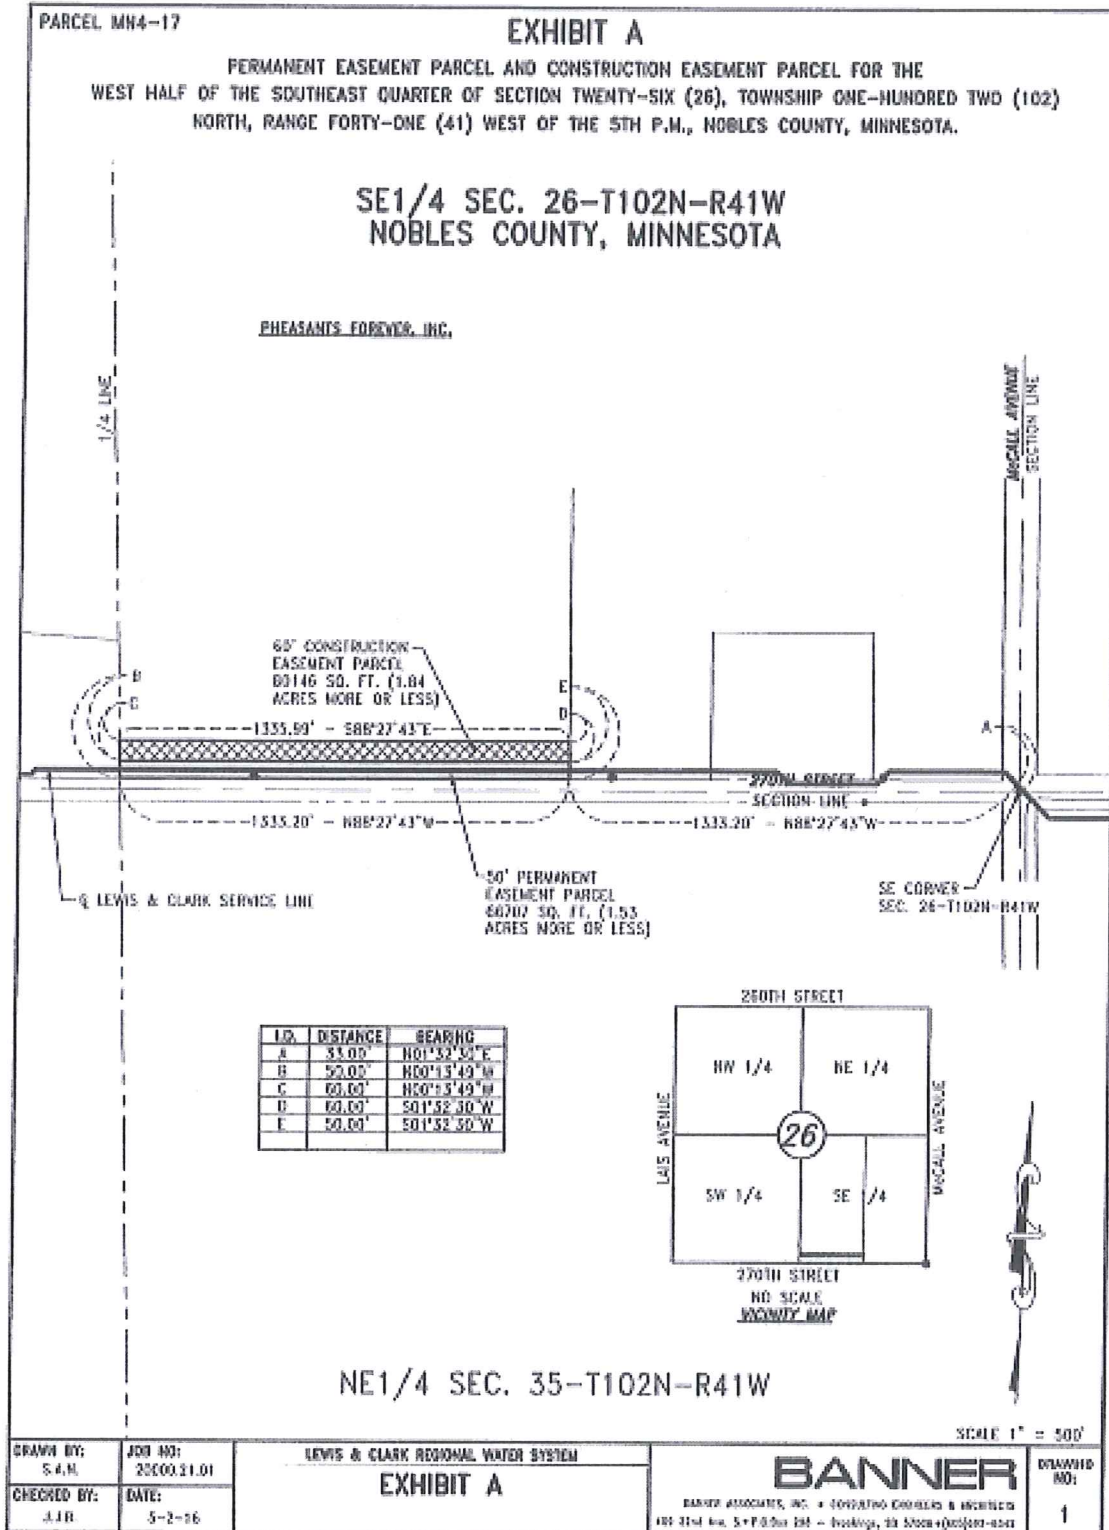 PARCEL MN4-17
EXHIBIT A
PERMANENT EASEMENT PARCEL AND CONSTRUCTION EASEMENT PARCEL FOR THE
WEST HALF OF THE SOUTHEAST QUARTER OF SECTION TWENTY-SIX (26), TOWNSHIP ONE-HUNDRED TWO (102)
NORTH, RANGE FORTY-ONE (41) WEST OF THE 5TH P.M., NOBLES COUNTY, MINNESOTA.
SE1/4 SEC. 26-T102N-R41W
NOBLES COUNTY, MINNESOTA
PHEASANTS FOREVER, INC.
1/4 LINE
McCALL AVENUE
SECTION LINE
60' CONSTRUCTION
EASEMENT PARCEL
80146 SQ. FT. (1.84
ACRES MORE OR LESS)
B
C
E
D
A
1335.99' - S88°27'43"E
270TH STREET
SECTION LINE
1333.20' - N88°27'43"W
1333.20' - N88°27'43"W
℄ LEWIS & CLARK SERVICE LINE
50' PERMANENT
EASEMENT PARCEL
66707 SQ. FT. (1.53
ACRES MORE OR LESS)
SE CORNER
SEC. 26-T102N-R41W
I.D. DISTANCE BEARING
A 33.00' N01°32'30"E
B 50.00' N00°13'49"W
C 60.00' N00°13'49"W
D 60.00' S01°32'30"W
E 50.00' S01°32'30"W
260TH STREET
NW 1/4 NE 1/4
LAIS AVENUE
26
McCALL AVENUE
SW 1/4 SE 1/4
270TH STREET
NO SCALE
VICINITY MAP
NE1/4 SEC. 35-T102N-R41W
SCALE 1" = 500'
DRAWN BY:
S.A.N.
JOB NO:
20000.21.01
CHECKED BY:
J.J.B.
DATE:
5-2-16
LEWIS & CLARK REGIONAL WATER SYSTEM
EXHIBIT A
BANNER
BANNER ASSOCIATES, INC. • CONSULTING ENGINEERS & ARCHITECTS
Brookings, SD
DRAWING
NO:
1